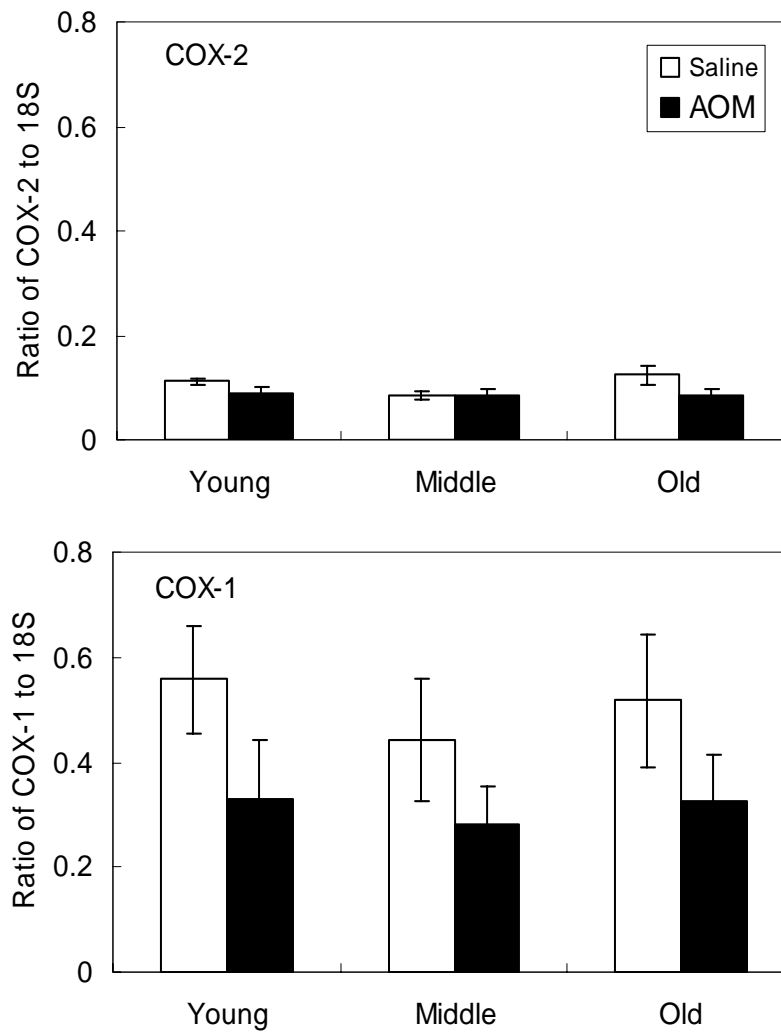 COX-2
Saline
AOM
Ratio of COX-2 to 18S
0.8
0.6
0.4
0.2
0
Young Middle Old
COX-1
Ratio of COX-1 to 18S
0.8
0.6
0.4
0.2
0
Young Middle Old